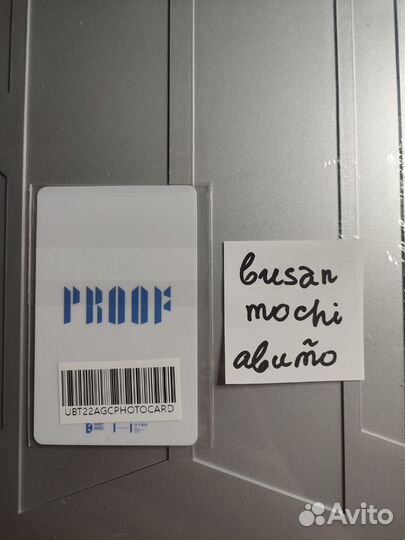 PROOF
UBT22AGCPHOTOCARD
busan
mochi
abuño
Avito